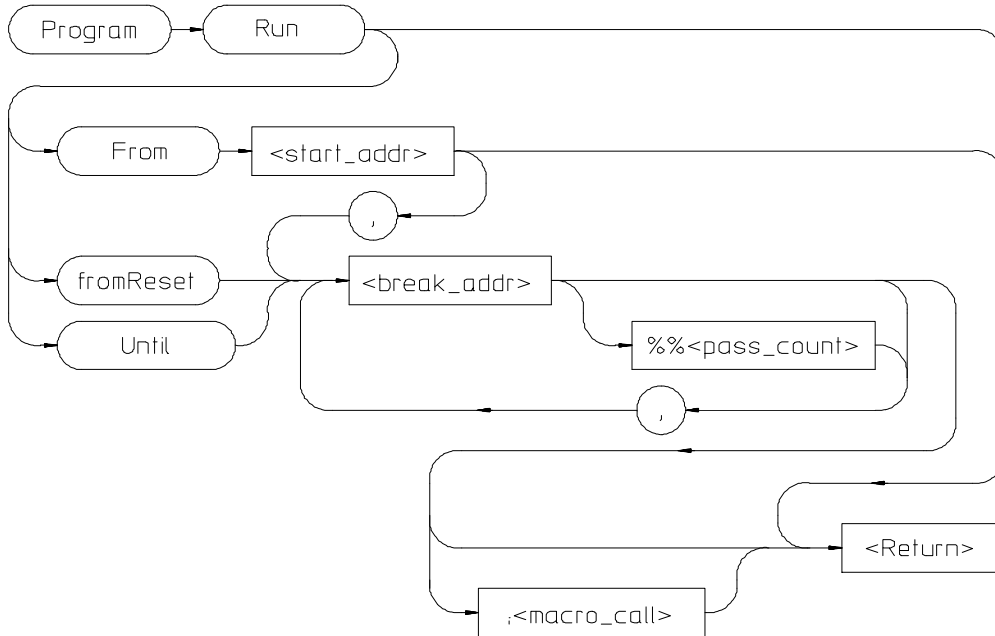 Program Run
From <start_addr>
,
fromReset <break_addr>
Until %%<pass_count>
,
<Return>
;<macro_call>